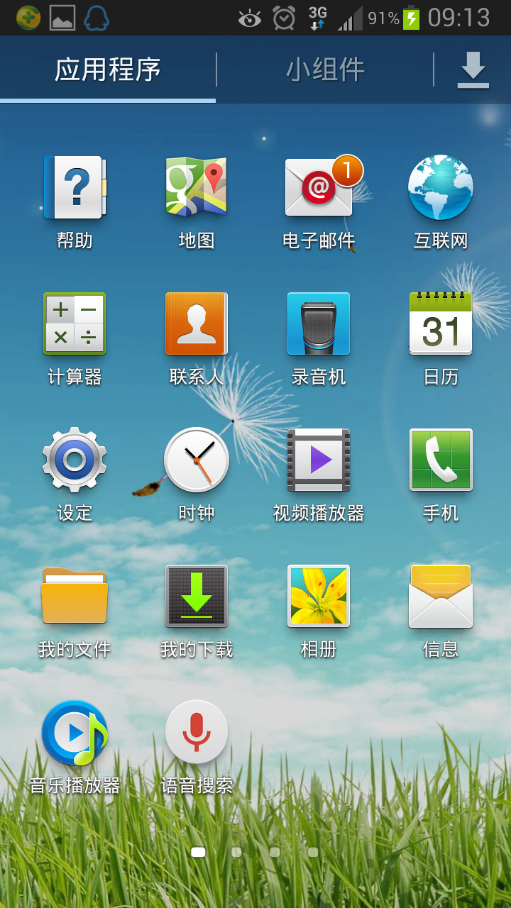 3G 91% 09:13
应用程序 小组件
帮助 地图 电子邮件 互联网
1
@
计算器 联系人 录音机 日历
31
设定 时钟 视频播放器 手机
我的文件 我的下载 相册 信息
音乐播放器 语音搜索